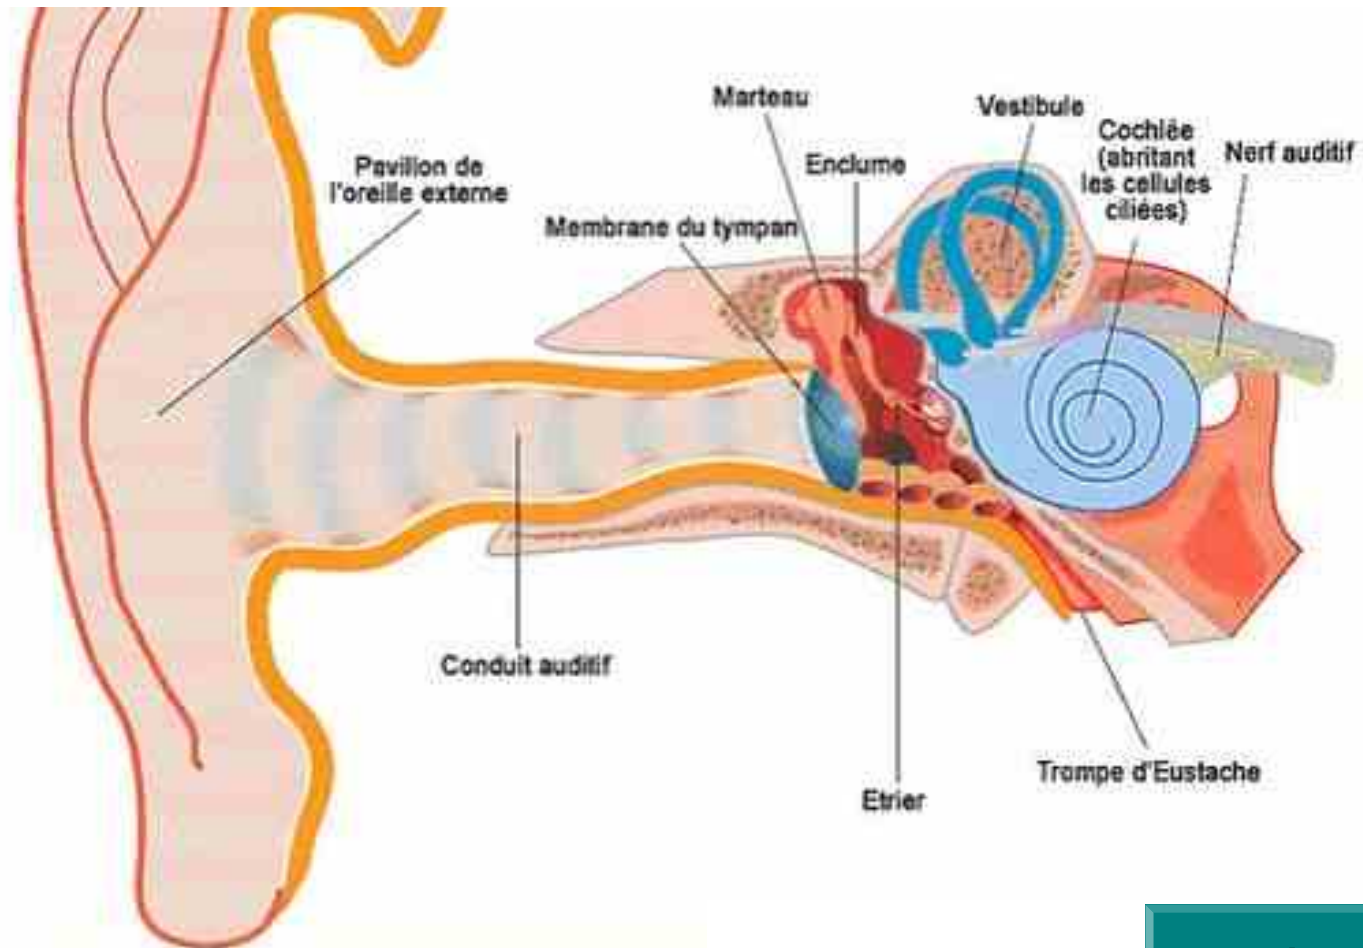 Marteau
Vestibule
Cochlée
(abritant
les cellules
ciliées)
Nerf auditif
Pavillon de
l'oreille externe
Enclume
Membrane du tympan
Conduit auditif
Trompe d'Eustache
Etrier